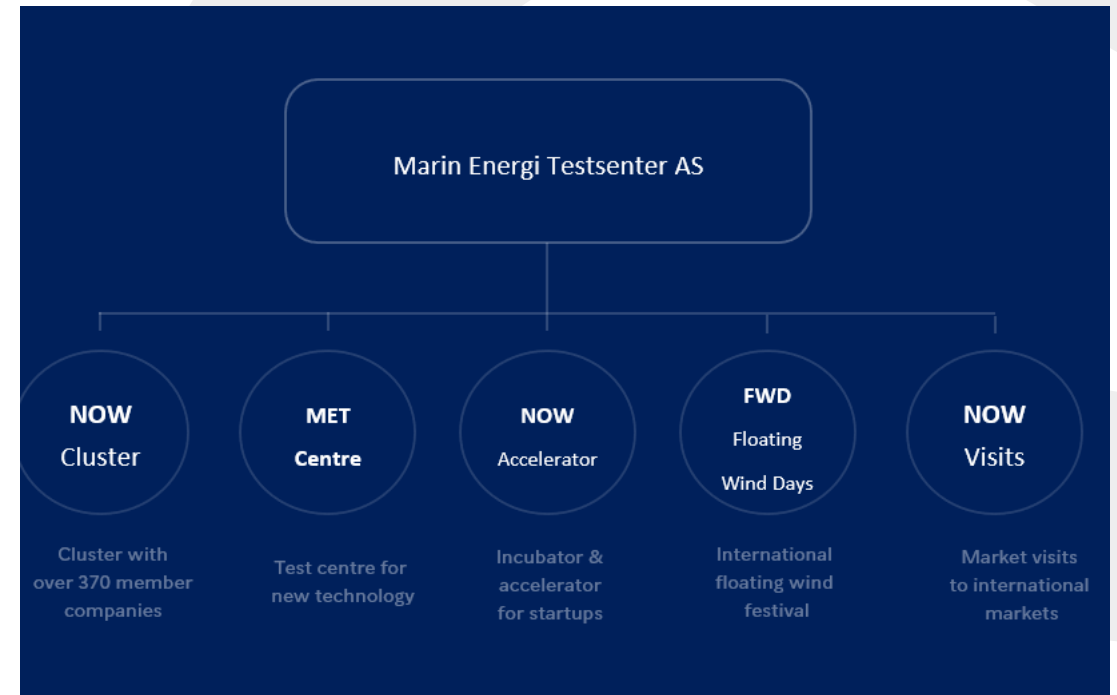 Marin Energi Testsenter AS
NOW
Cluster
MET
Centre
NOW
Accelerator
FWD
Floating
Wind Days
NOW
Visits
Cluster with
over 370 member
companies
Test centre for
new technology
Incubator &
accelerator
for startups
International
floating wind
festival
Market visits
to international
markets